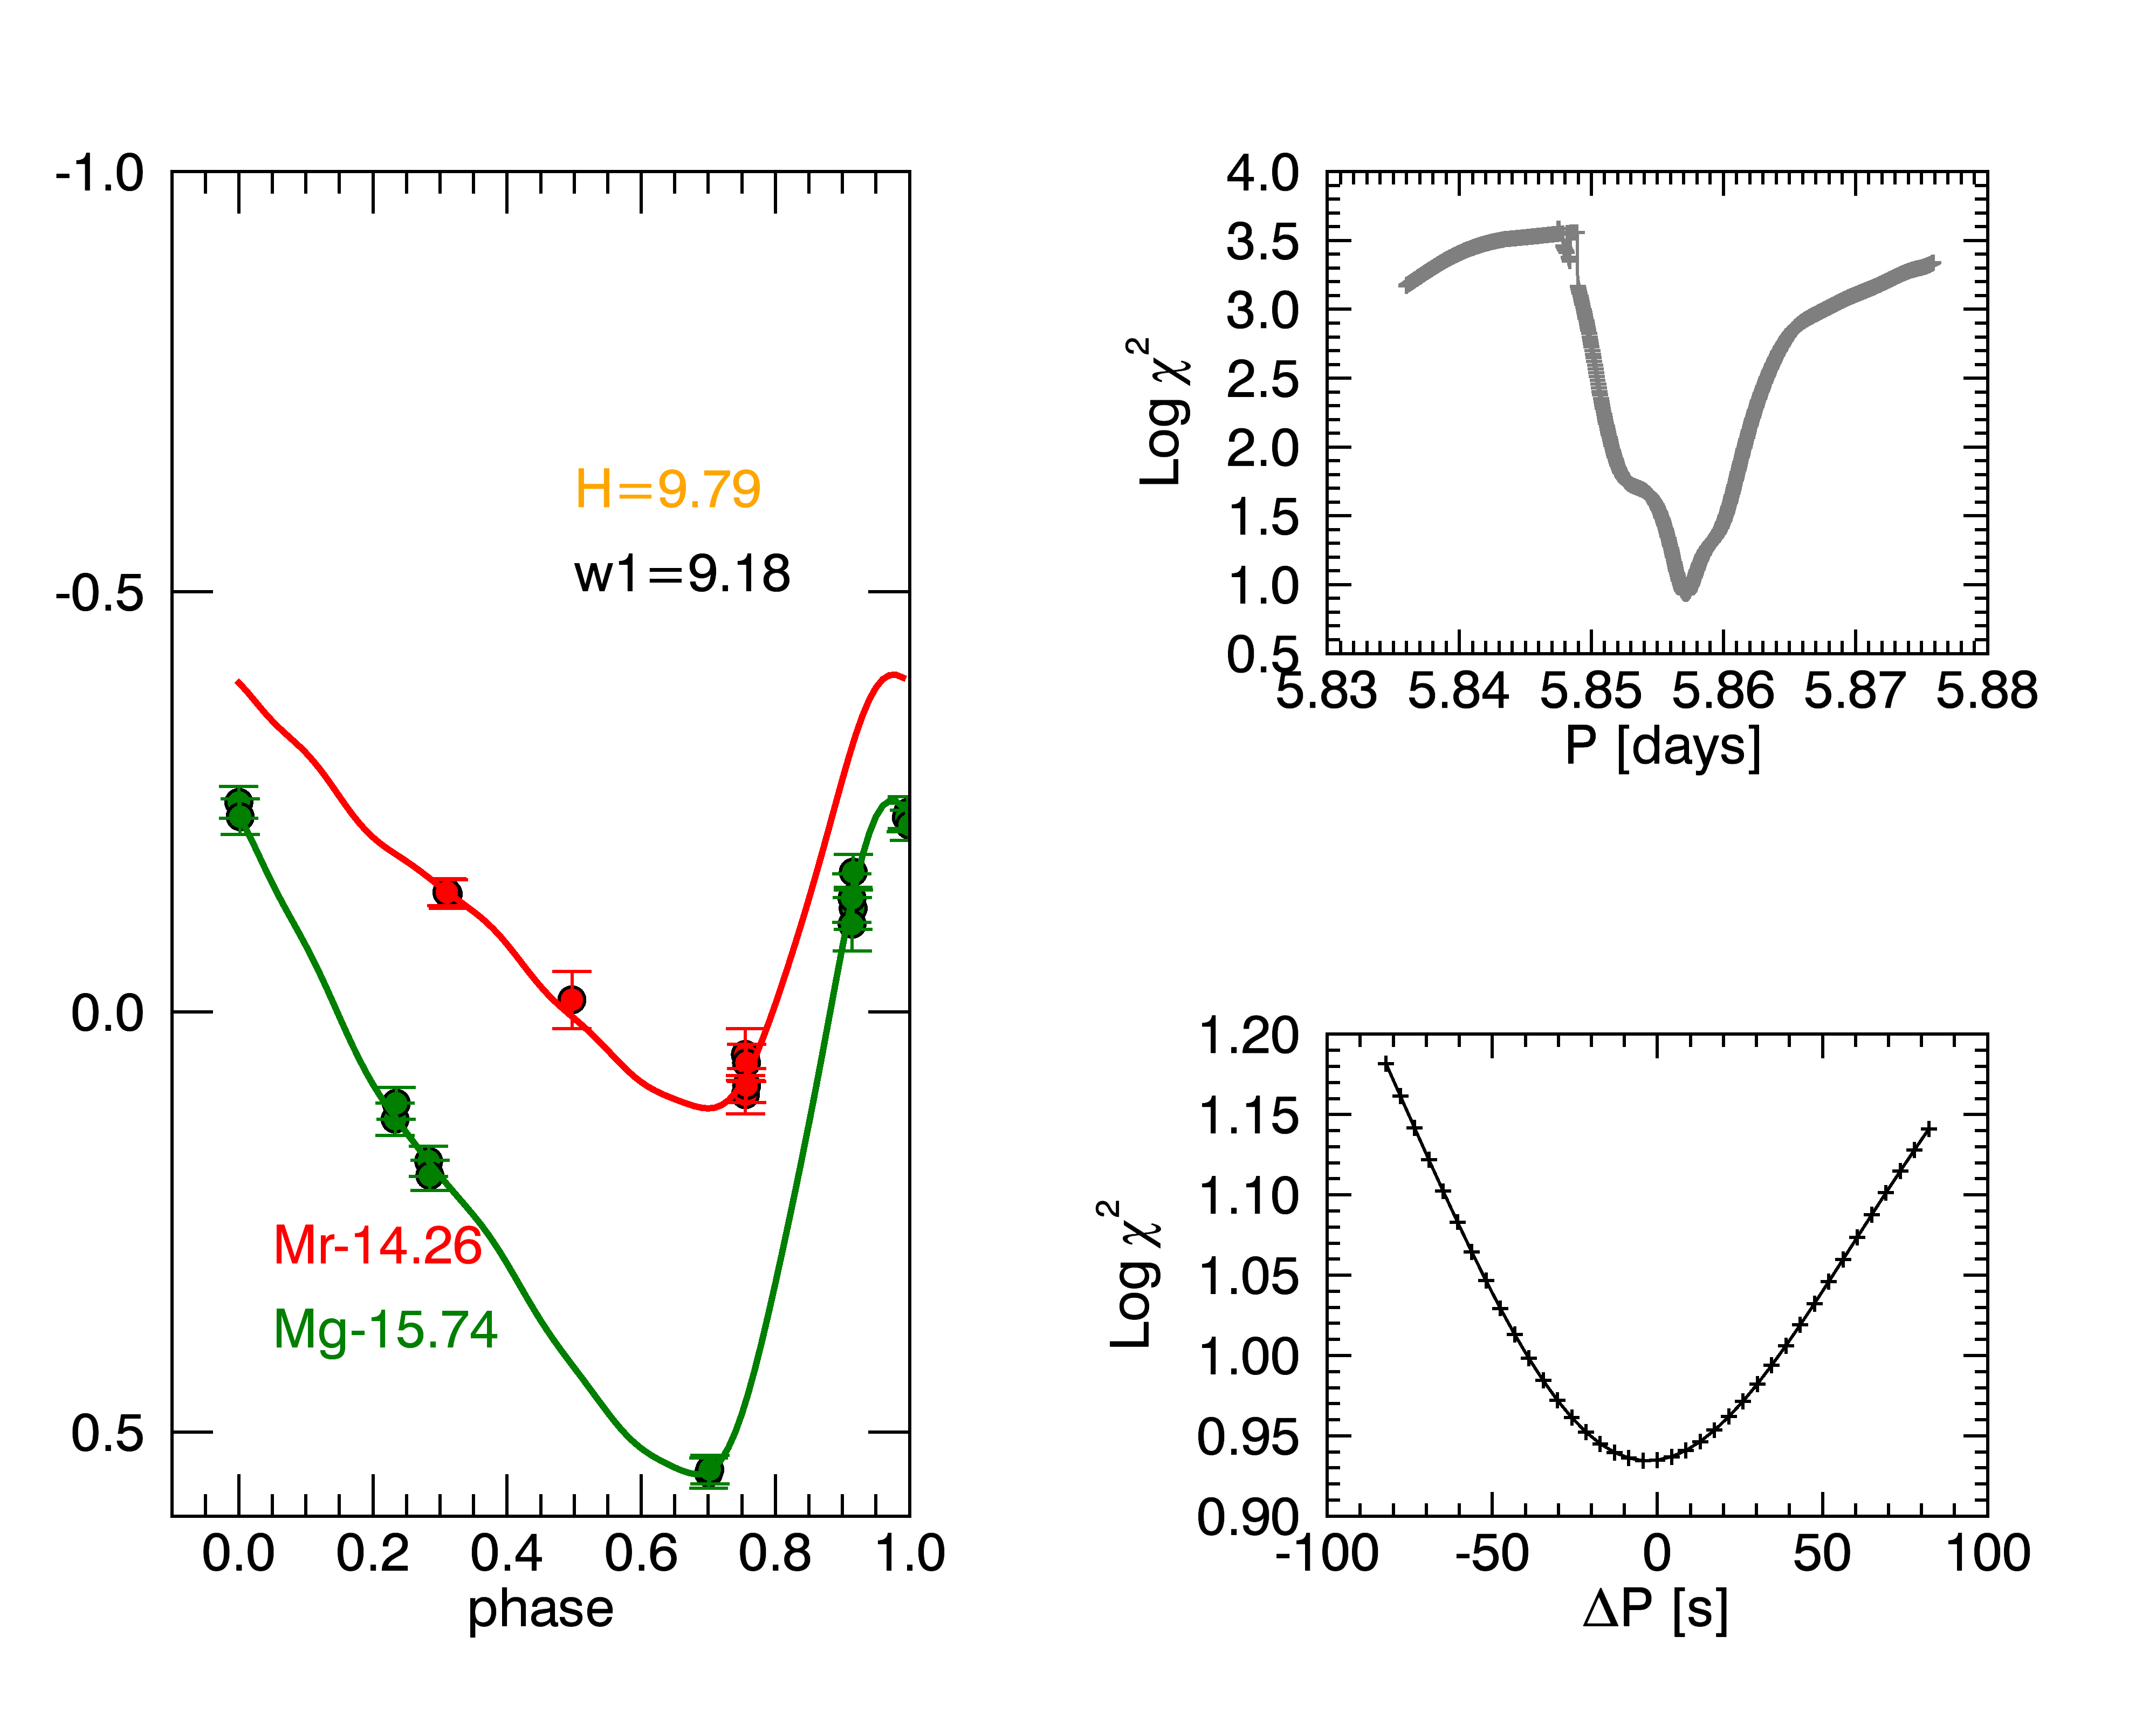 -1.0
-0.5
0.0
0.5
H=9.79
w1=9.18
Mr-14.26
Mg-15.74
0.0 0.2 0.4 0.6 0.8 1.0
phase
4.0
3.5
3.0
2.5
2.0
1.5
1.0
0.5
Log χ²
5.83 5.84 5.85 5.86 5.87 5.88
P [days]
1.20
1.15
1.10
1.05
1.00
0.95
0.90
Log χ²
-100 -50 0 50 100
ΔP [s]